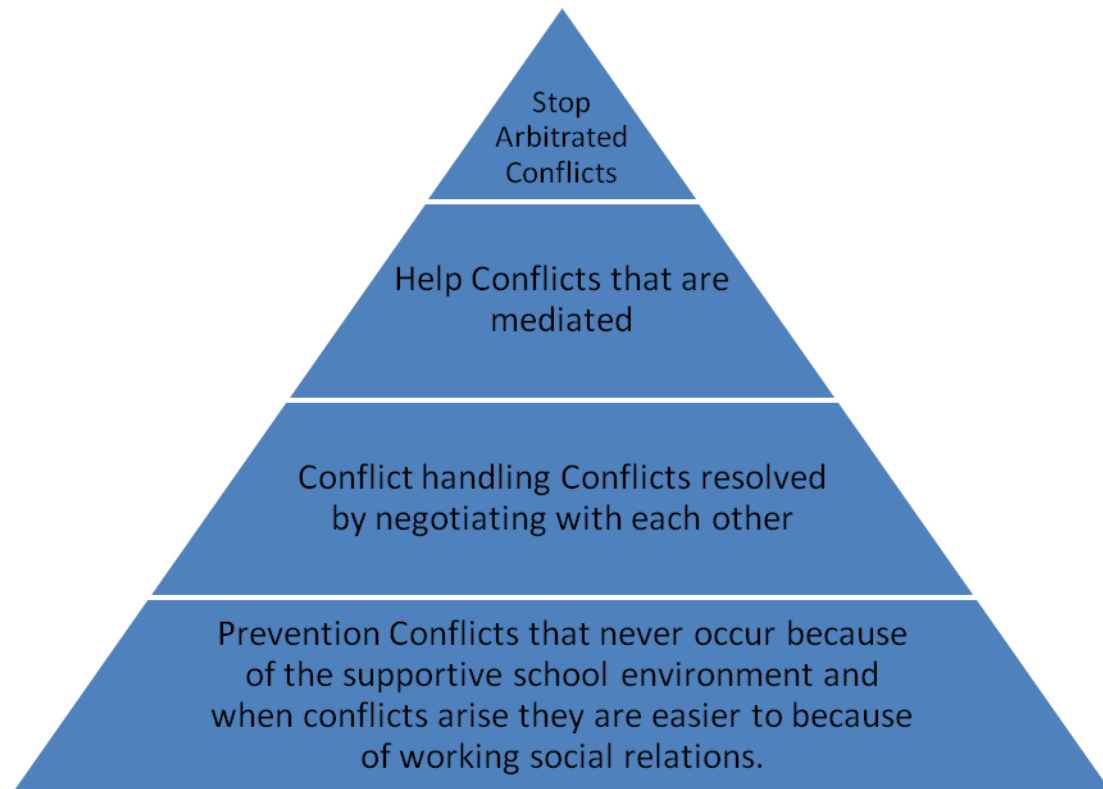 Stop
Arbitrated
Conflicts
Help Conflicts that are
mediated
Conflict handling Conflicts resolved
by negotiating with each other
Prevention Conflicts that never occur because
of the supportive school environment and
when conflicts arise they are easier to because
of working social relations.